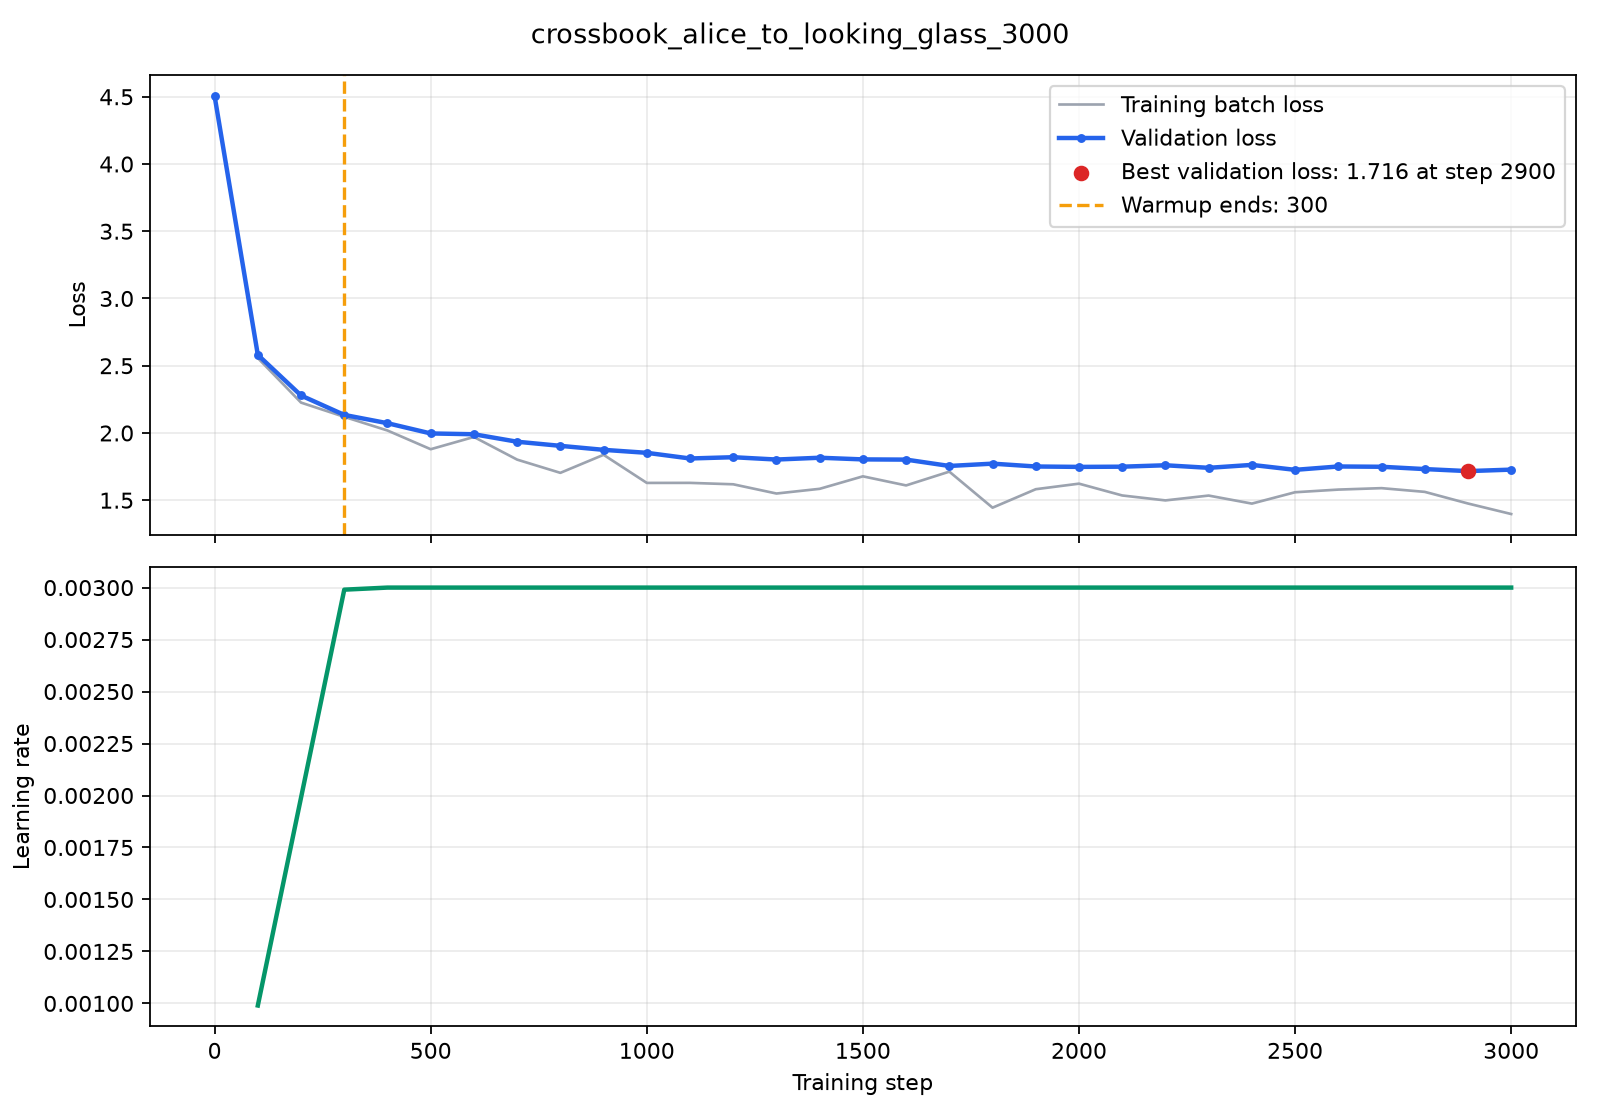 crossbook_alice_to_looking_glass_3000
Training batch loss
Validation loss
Best validation loss: 1.716 at step 2900
Warmup ends: 300
4.5
4.0
3.5
3.0
2.5
2.0
1.5
Loss
0.00300
0.00275
0.00250
0.00225
0.00200
0.00175
0.00150
0.00125
0.00100
Learning rate
0 500 1000 1500 2000 2500 3000
Training step